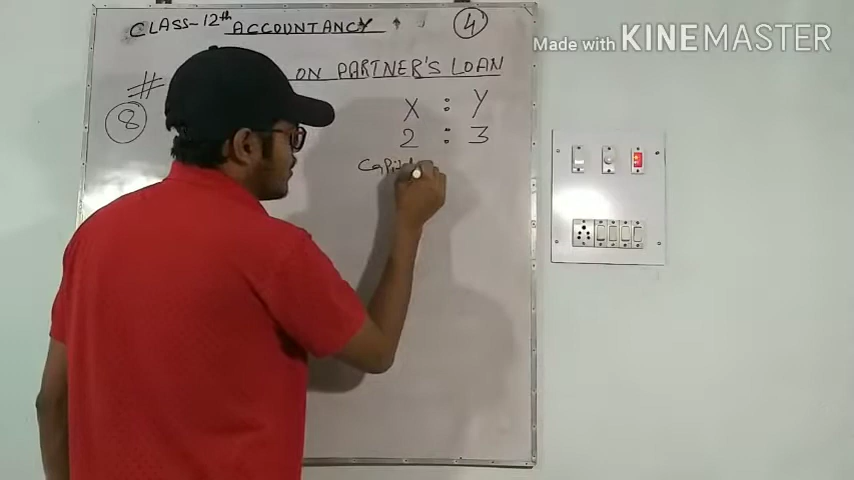 CLASS-12th ACCOUNTANCY
4
Made with KINEMASTER
# ON PARTNER'S LOAN
8
X : Y
2 : 3